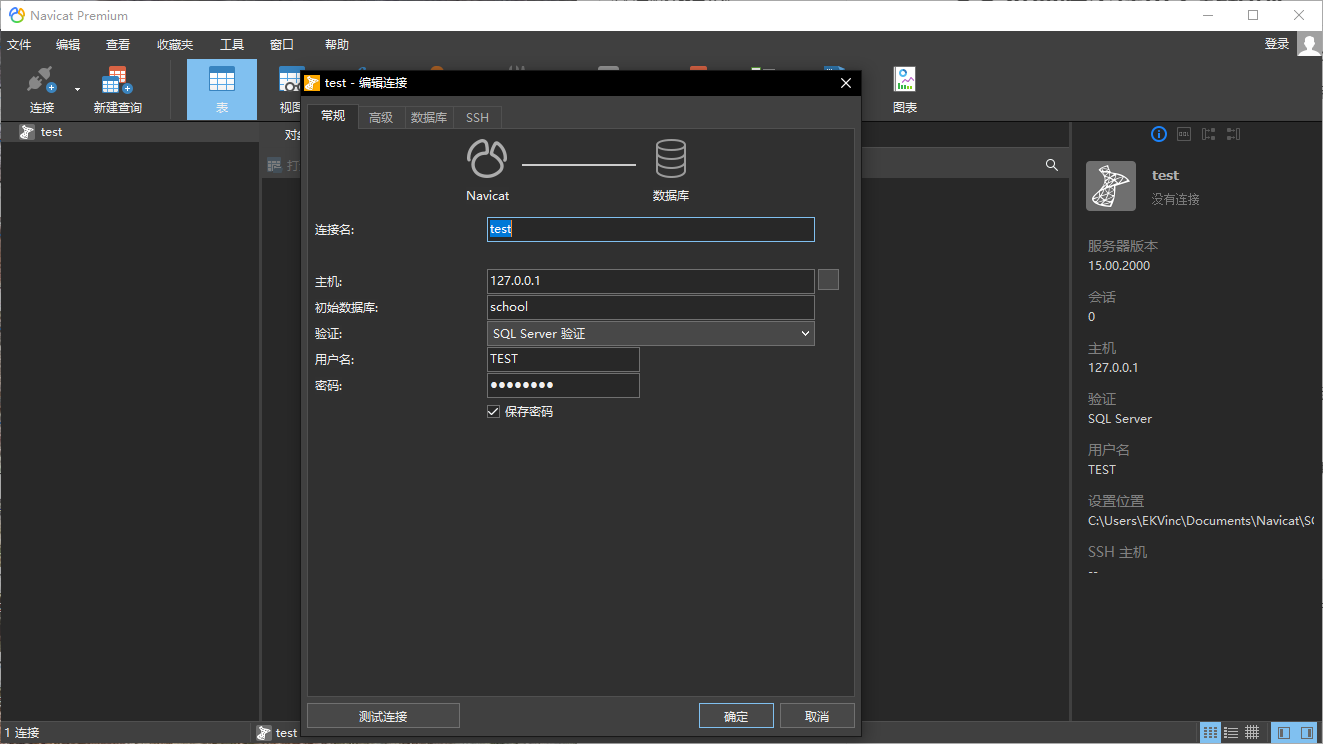 Navicat Premium
文件 编辑 查看 收藏夹 工具 窗口 帮助 登录
连接 新建查询 表 图表
test
test - 编辑连接
常规 高级 数据库 SSH
Navicat 数据库
连接名: test
主机: 127.0.0.1
初始数据库: school
验证: SQL Server 验证
用户名: TEST
密码: ●●●●●●●●
保存密码
测试连接 确定 取消
test
没有连接
服务器版本
15.00.2000
会话
0
主机
127.0.0.1
验证
SQL Server
用户名
TEST
设置位置
C:\Users\EKVinc\Documents\Navicat\
SSH 主机
--
1 连接 test